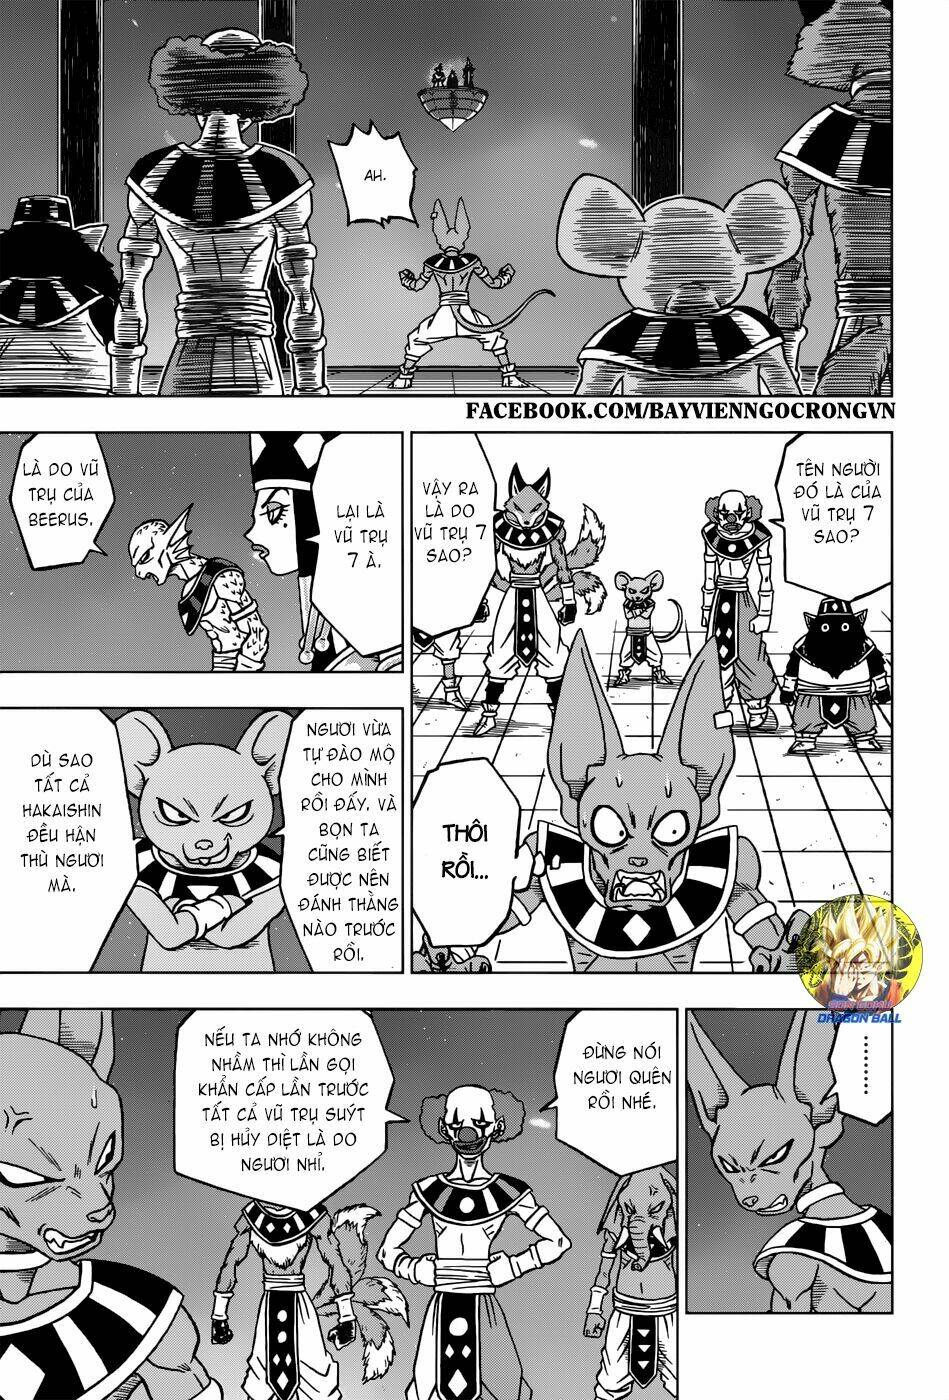 AH.
FACEBOOK.COM/BAYVIENNGOCRONGVN
TÊN NGƯỜI
ĐÓ LÀ CỦA
VŨ TRỤ 7
SAO?
VẬY RA
LÀ DO
VŨ TRỤ 7
SAO?
THÔI
RỒI...
LẠI LÀ
VŨ TRỤ
7 À.
LÀ DO VŨ
TRỤ CỦA
BEERUS.
NGƯƠI VỪA
TỰ ĐÀO MỘ
CHO MÌNH
RỒI ĐẤY. VÀ
BỌN TA
CŨNG BIẾT
ĐƯỢC NÊN
ĐÁNH THẰNG
NÀO TRƯỚC
RỒI.
DÙ SAO
TẤT CẢ
HAKAISHIN
ĐỀU HẬN
THÙ NGƯƠI
MÀ.
.........
ĐỪNG NÓI
NGƯƠI QUÊN
RỒI NHÉ.
NẾU TA NHỚ KHÔNG
NHẦM THÌ LẦN GỌI
KHẨN CẤP LẦN TRƯỚC
TẤT CẢ VŨ TRỤ SUÝT
BỊ HỦY DIỆT LÀ DO
NGƯƠI NHỈ.
DRAGON BALL